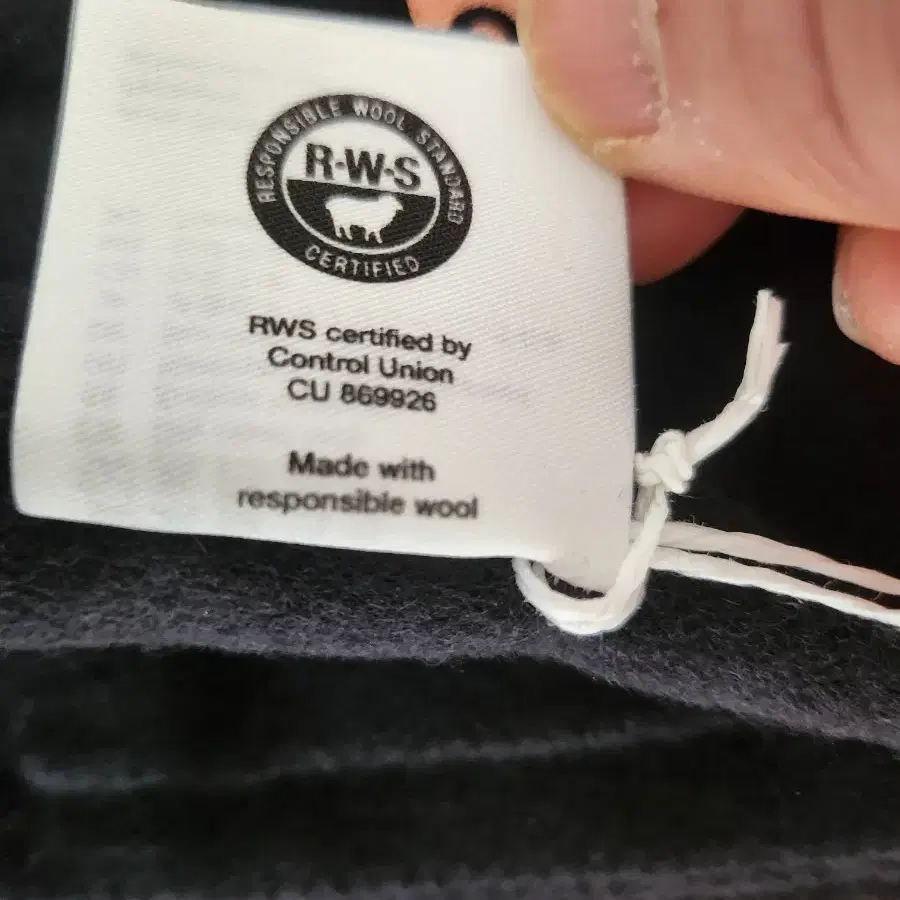 RESPONSIBLE WOOL STANDARD
R·W·S
CERTIFIED
RWS certified by
Control Union
CU 869926
Made with
responsible wool